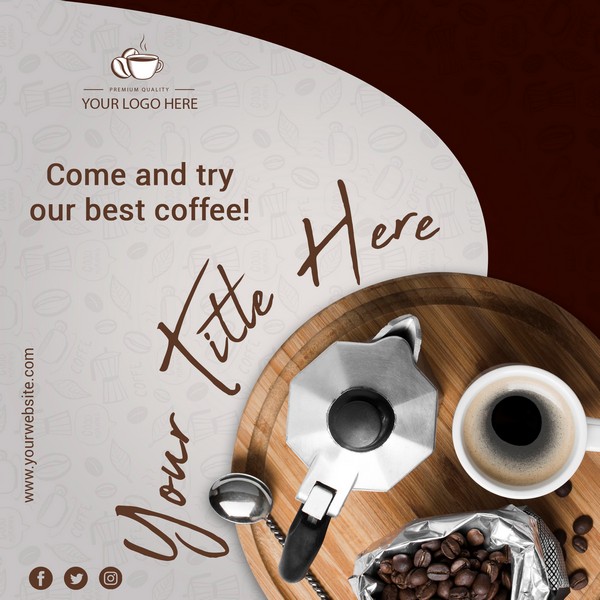 PREMIUM QUALITY
YOUR LOGO HERE
Come and try
our best coffee!
Your Title Here
www.yourwebsite.com